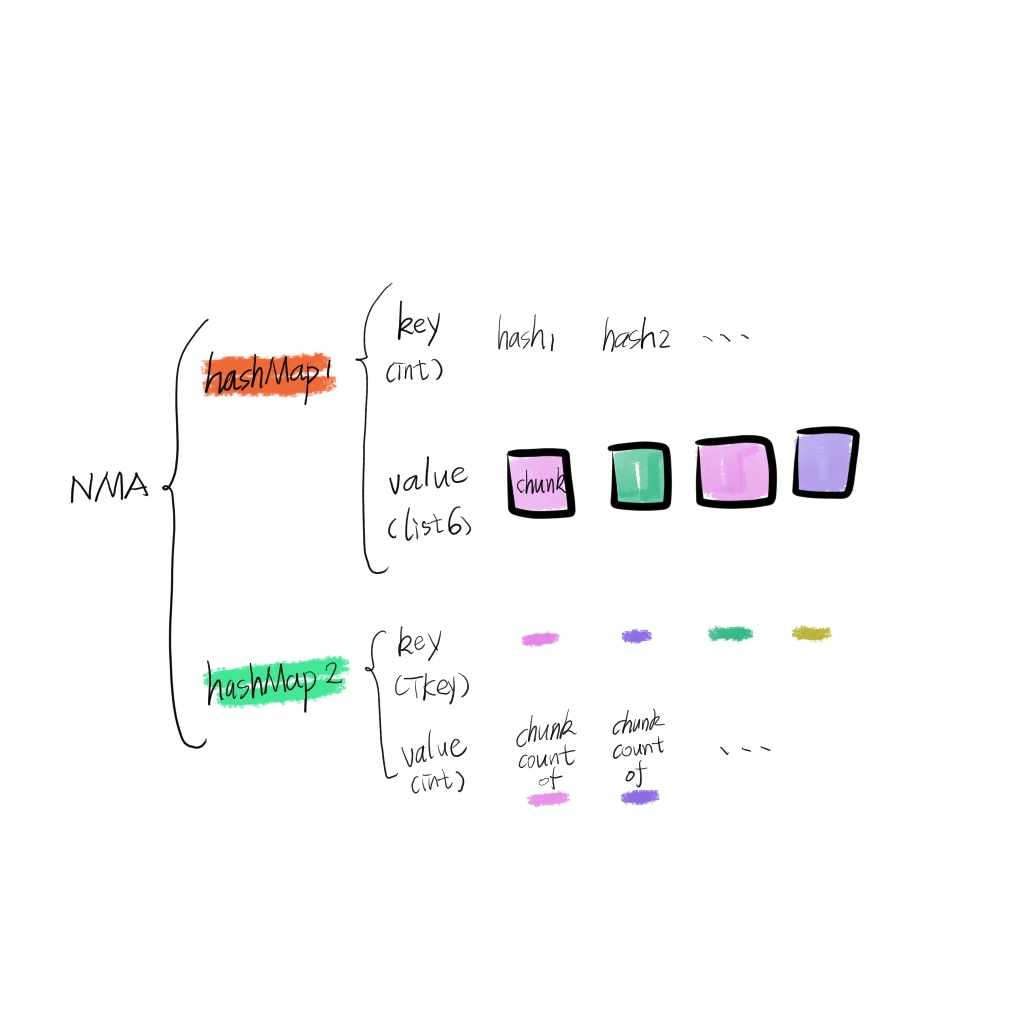 NMA
hashMap1
key
(int)
hash1 hash2 ...
value
(list6)
chunk
hashMap2
key
(Tkey)
value
(int)
chunk
count
of
chunk
count
of
...